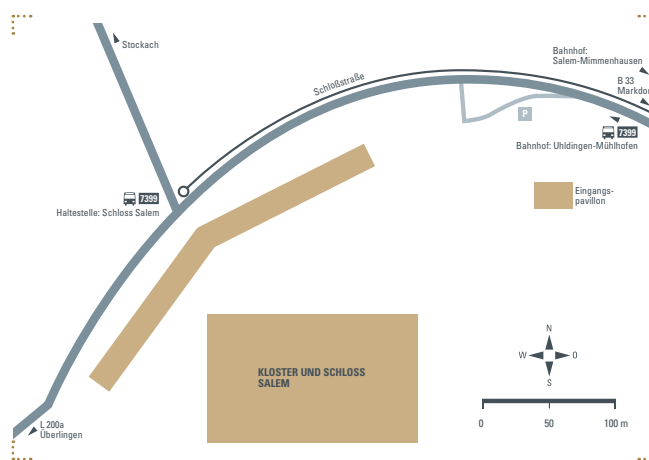 Stockach
Bahnhof:
Salem-Mimmenhausen
Schloßstraße
B 33
P
7399
Bahnhof: Uhldingen-Mühlhofen
7399
Haltestelle: Schloss Salem
Eingangs-
pavillon
N
W
O
S
KLOSTER UND SCHLOSS
SALEM
0
50
100 m
L 200a
Überlingen